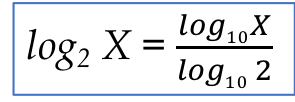 log₂ X = log₁₀X / log₁₀ 2